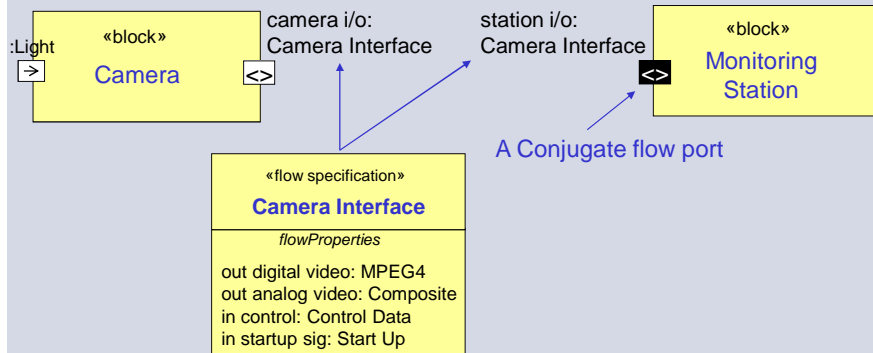 :Light
«block»
Camera
<>
camera i/o:
Camera Interface
station i/o:
Camera Interface
<>
«block»
Monitoring
Station
A Conjugate flow port
«flow specification»
Camera Interface
flowProperties
out digital video: MPEG4
out analog video: Composite
in control: Control Data
in startup sig: Start Up